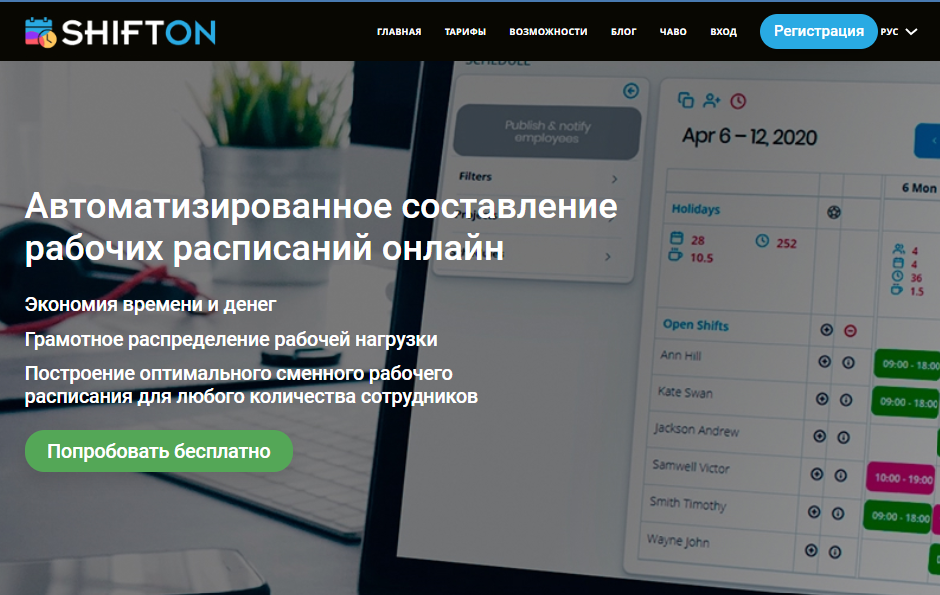 SHIFTON
ГЛАВНАЯ ТАРИФЫ ВОЗМОЖНОСТИ БЛОГ ЧАВО ВХОД Регистрация РУС
SCHEDULE
Publish & notify
employees
Apr 6 – 12, 2020
Filters
6 Mon
Автоматизированное составление
рабочих расписаний онлайн
Holidays
28 252
10.5
4
4
36
1.5
Экономия времени и денег
Грамотное распределение рабочей нагрузки
Построение оптимального сменного рабочего
расписания для любого количества сотрудников
Попробовать бесплатно
Open Shifts
Ann Hill 09:00 - 18:00
Kate Swan 09:00 - 18:00
Jackson Andrew
Samwell Victor 10:00 - 19:00
Smith Timothy 09:00 - 18:00
Wayne John